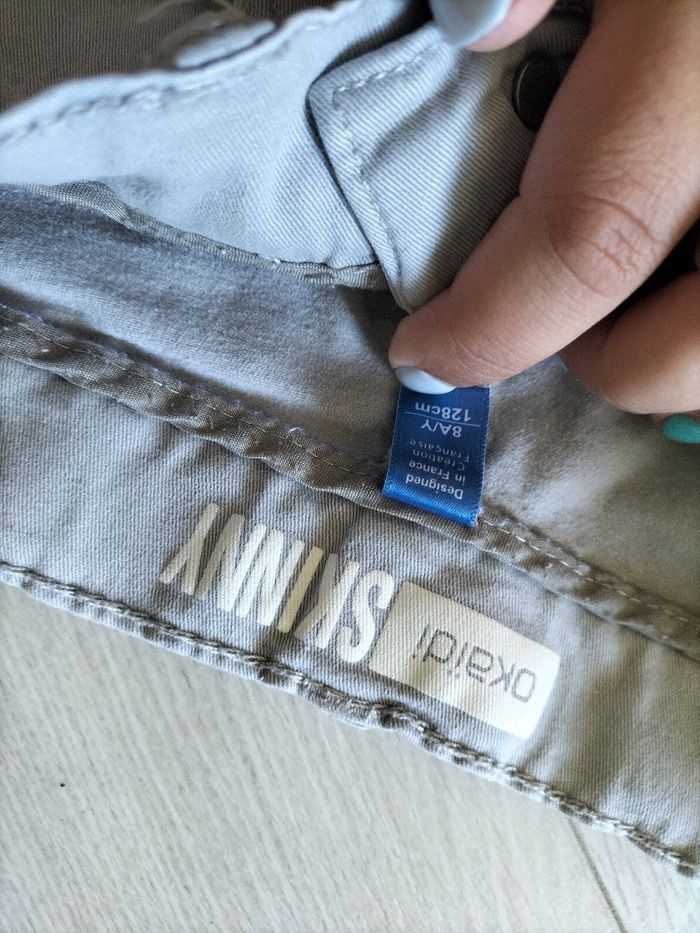 okaïdi SKINNY
Designed
in France
Création
Française
8A/Y
128cm